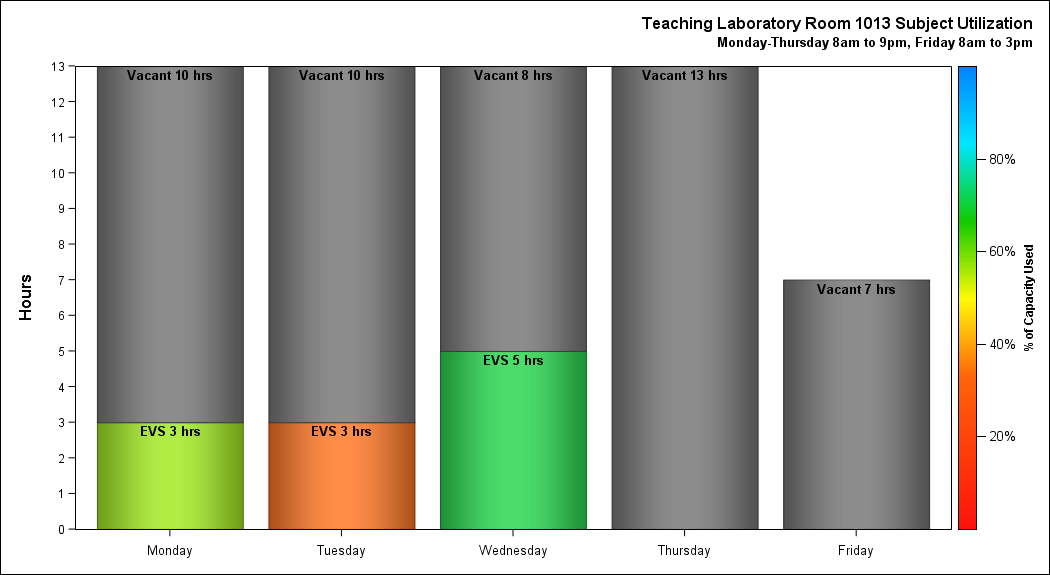 Teaching Laboratory Room 1013 Subject Utilization
Monday-Thursday 8am to 9pm, Friday 8am to 3pm
Hours
13
12
11
10
9
8
7
6
5
4
3
2
1
0
Vacant 10 hrs
EVS 3 hrs
Vacant 10 hrs
EVS 3 hrs
Vacant 8 hrs
EVS 5 hrs
Vacant 13 hrs
Vacant 7 hrs
Monday
Tuesday
Wednesday
Thursday
Friday
80%
60%
40%
20%
% of Capacity Used